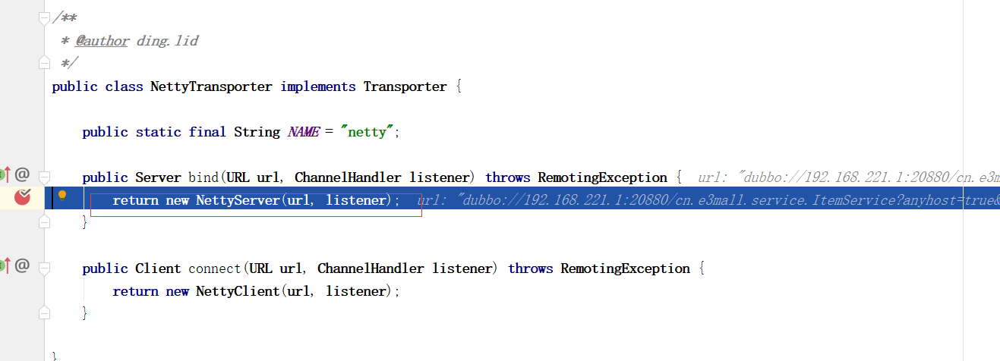 /**
 * @author ding.lid
 */
public class NettyTransporter implements Transporter {
public static final String NAME = "netty";
public Server bind(URL url, ChannelHandler listener) throws RemotingException { url: "dubbo://192.168.221.1:20880/cn.e3m
return new NettyServer(url, listener); url: "dubbo://192.168.221.1:20880/cn.e3mall.service.ItemService?anyhost=true&
}
public Client connect(URL url, ChannelHandler listener) throws RemotingException {
return new NettyClient(url, listener);
}
}